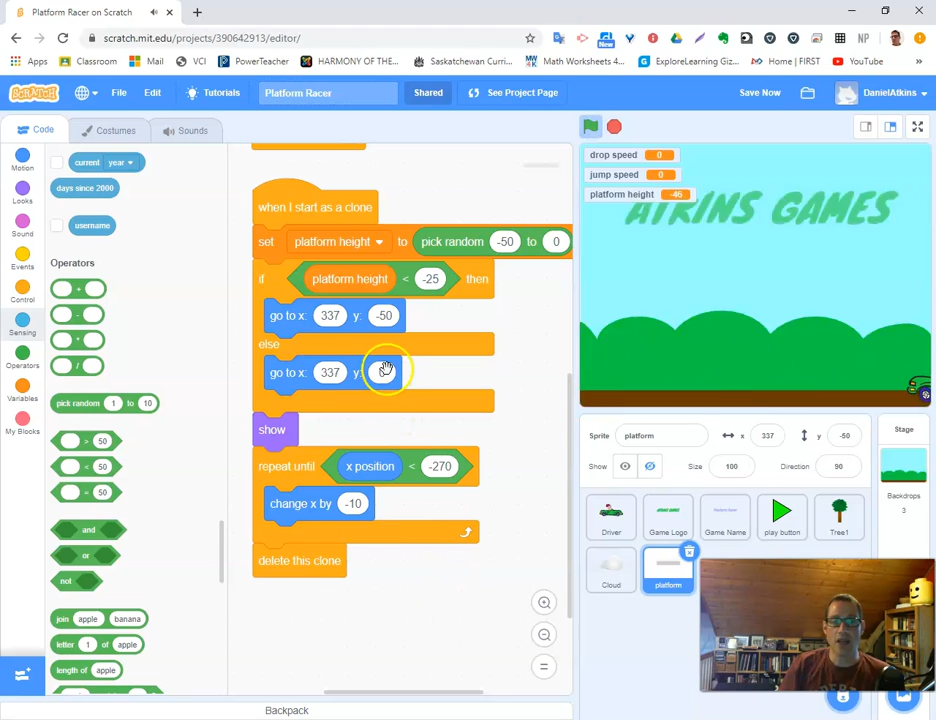 Platform Racer on Scratch
scratch.mit.edu/projects/390642913/editor/
New
NP
Apps
Classroom
Mail
VCI
PowerTeacher
HARMONY OF THE...
Saskatchewan Curri...
Math Worksheets 4...
ExploreLearning Giz...
Home | FIRST
YouTube
SCRATCH
File
Edit
Tutorials
Platform Racer
Shared
See Project Page
Save Now
DanielAtkins
Code
Costumes
Sounds
Motion
Looks
Sound
Events
Control
Sensing
Operators
Variables
My Blocks
current year
days since 2000
username
Operators
+
-
*
/
pick random 1 to 10
> 50
< 50
= 50
and
or
not
join apple banana
letter 1 of apple
length of apple
when I start as a clone
set platform height to pick random -50 to 0
if platform height < -25 then
go to x: 337 y: -50
else
go to x: 337 y:
show
repeat until x position < -270
change x by -10
delete this clone
drop speed 0
jump speed 0
platform height -46
ATKINS GAMES
Sprite platform x 337 y -50
Show Size 100 Direction 90
Driver
Game Logo
Game Name
play button
Tree1
Cloud
platform
Stage
Backdrops
3
Backpack